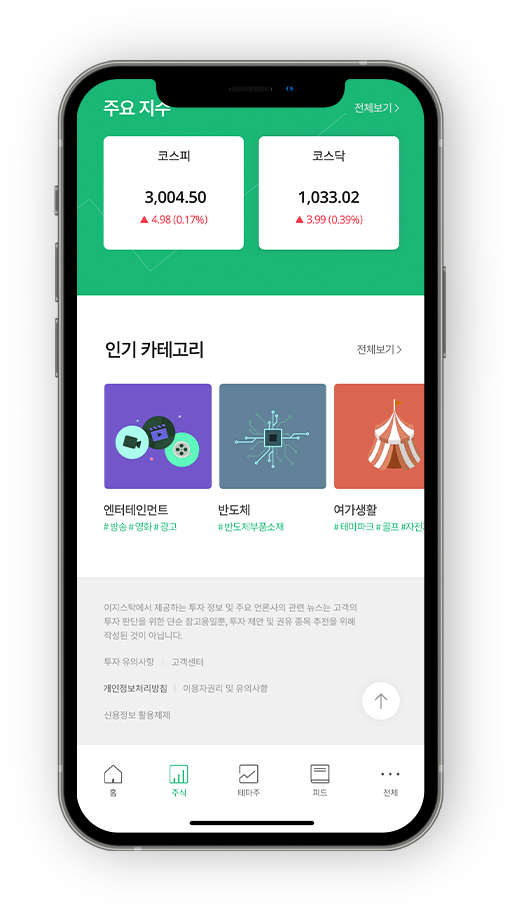 주요 지수
전체보기 >
코스피
코스닥
3,004.50
1,033.02
▲ 4.98 (0.17%)
▲ 3.99 (0.39%)
인기 카테고리
전체보기 >
엔터테인먼트
반도체
여가생활
# 방송 # 영화 # 광고
# 반도체부품소재
# 테마파크 # 골프 #자전
이지스탁에서 제공하는 투자 정보 및 주요 언론사의 관련 뉴스는 고객의
투자 판단을 위한 단순 참고용일뿐, 투자 제안 및 권유 종목 추천을 위해
작성된 것이 아닙니다.
투자 유의사항 | 고객센터
개인정보처리방침 | 이용자권리 및 유의사항
신용정보 활용체제
홈
주식
테마주
피드
전체